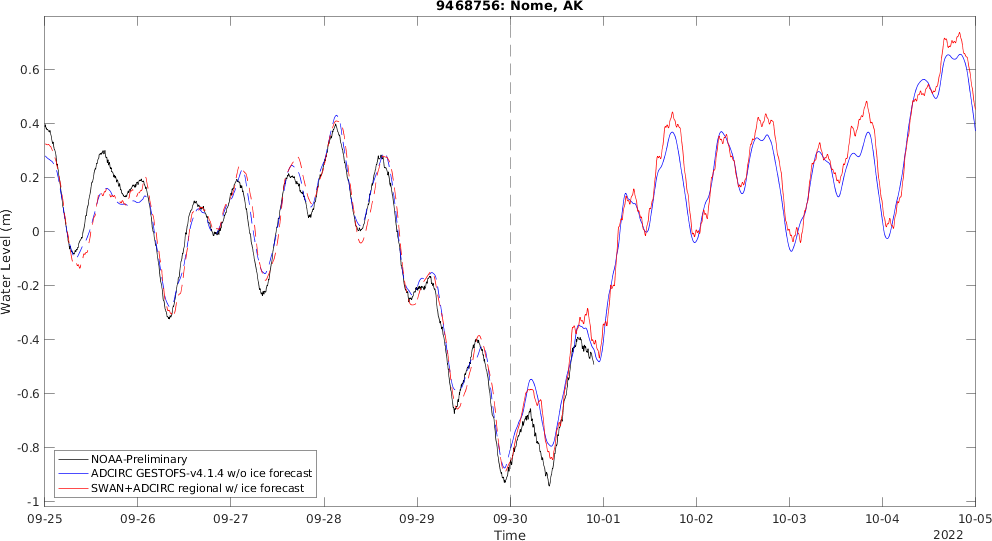 9468756: Nome, AK
Water Level (m)
0.6
0.4
0.2
0
-0.2
-0.4
-0.6
-0.8
-1
NOAA-Preliminary
ADCIRC GESTOFS-v4.1.4 w/o ice forecast
SWAN+ADCIRC regional w/ ice forecast
09-25 09-26 09-27 09-28 09-29 09-30 10-01 10-02 10-03 10-04 10-05
Time
2022